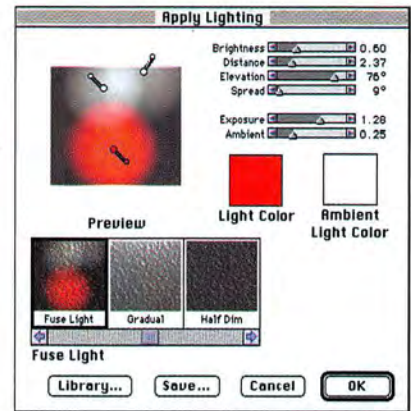 Apply Lighting
Brightness 0.60
Distance 2.37
Elevation 76°
Spread 9°
Exposure 1.28
Ambient 0.25
Preview
Light Color
Ambient
Light Color
Fuse Light
Gradual
Half Dim
Fuse Light
Library...
Save...
Cancel
OK